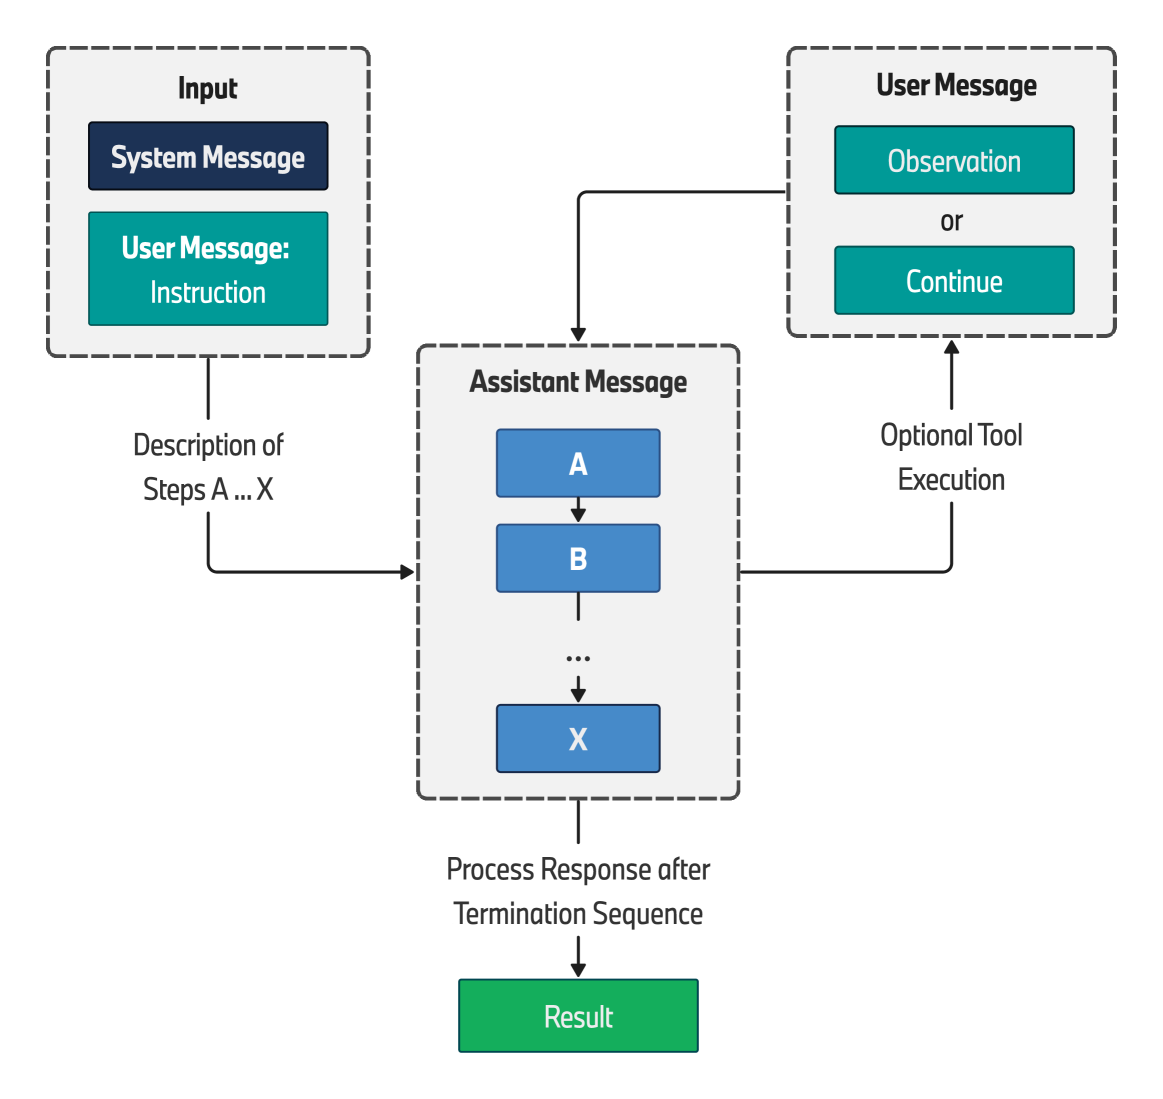 Input
System Message
User Message:
Instruction
User Message
Observation
or
Continue
Description of
Steps A ... X
Assistant Message
A
B
...
X
Optional Tool
Execution
Process Response after
Termination Sequence
Result